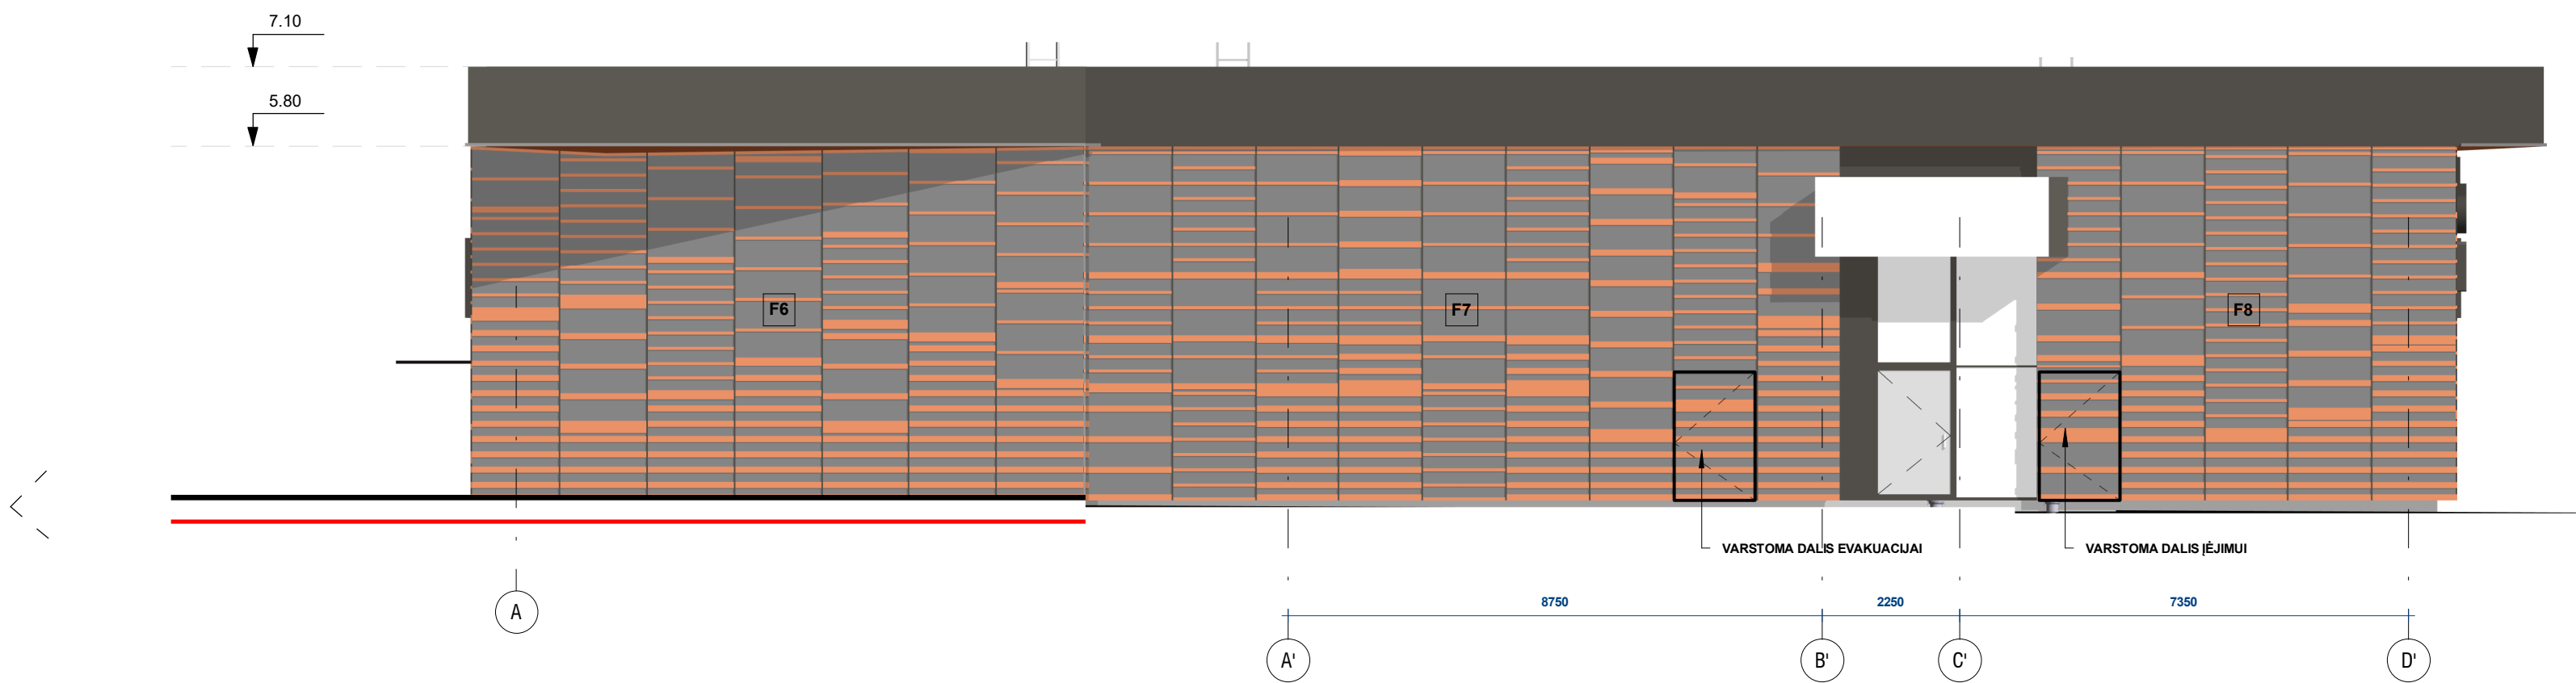 7.10
5.80
F6
F7
F8
VARSTOMA DALIS EVAKUACIJAI
VARSTOMA DALIS ĮĖJIMUI
8750
2250
7350
A
A'
B'
C'
D'